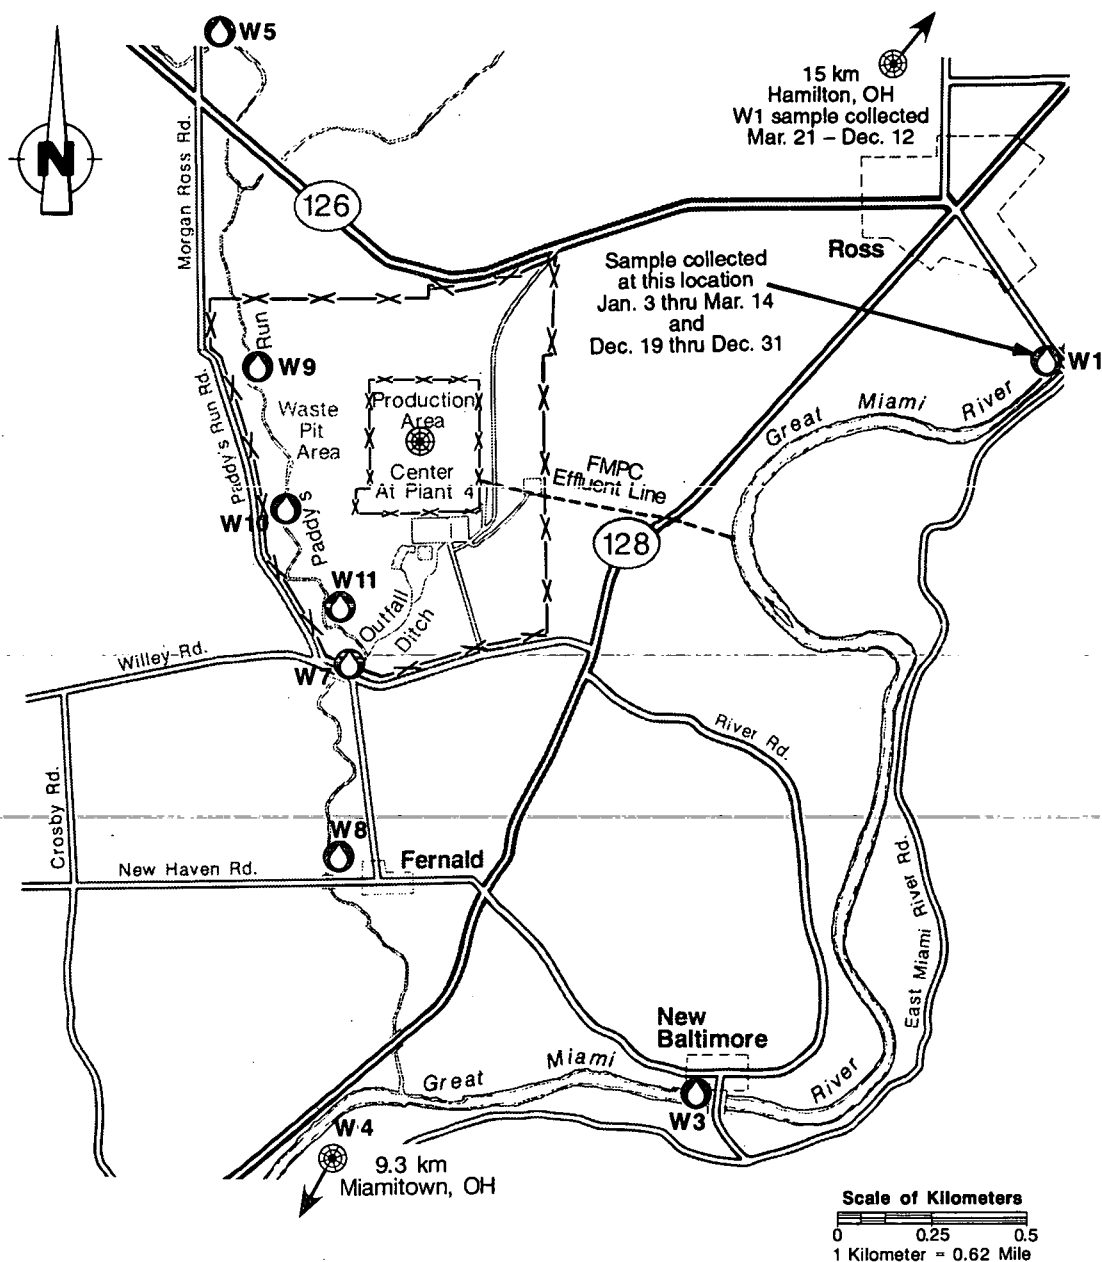 W5
15 km
Hamilton, OH
W1 sample collected
Mar. 21 – Dec. 12
N
Morgan Ross Rd.
126
Ross
Sample collected
at this location
Jan. 3 thru Mar. 14
and
Dec. 19 thru Dec. 31
W1
Run
W9
Paddy's Run Rd.
Waste
Pit
Area
Production
Area
Center
At Plant 4
Great Miami River
FMPC
Effluent Line
W10
Paddy's
128
W11
Outfall
Ditch
Willey Rd.
W7
River Rd.
Crosby Rd.
W8
Fernald
New Haven Rd.
East Miami River Rd.
New
Baltimore
Great Miami River
W3
W4
9.3 km
Miamitown, OH
Scale of Kilometers
0 0.25 0.5
1 Kilometer = 0.62 Mile